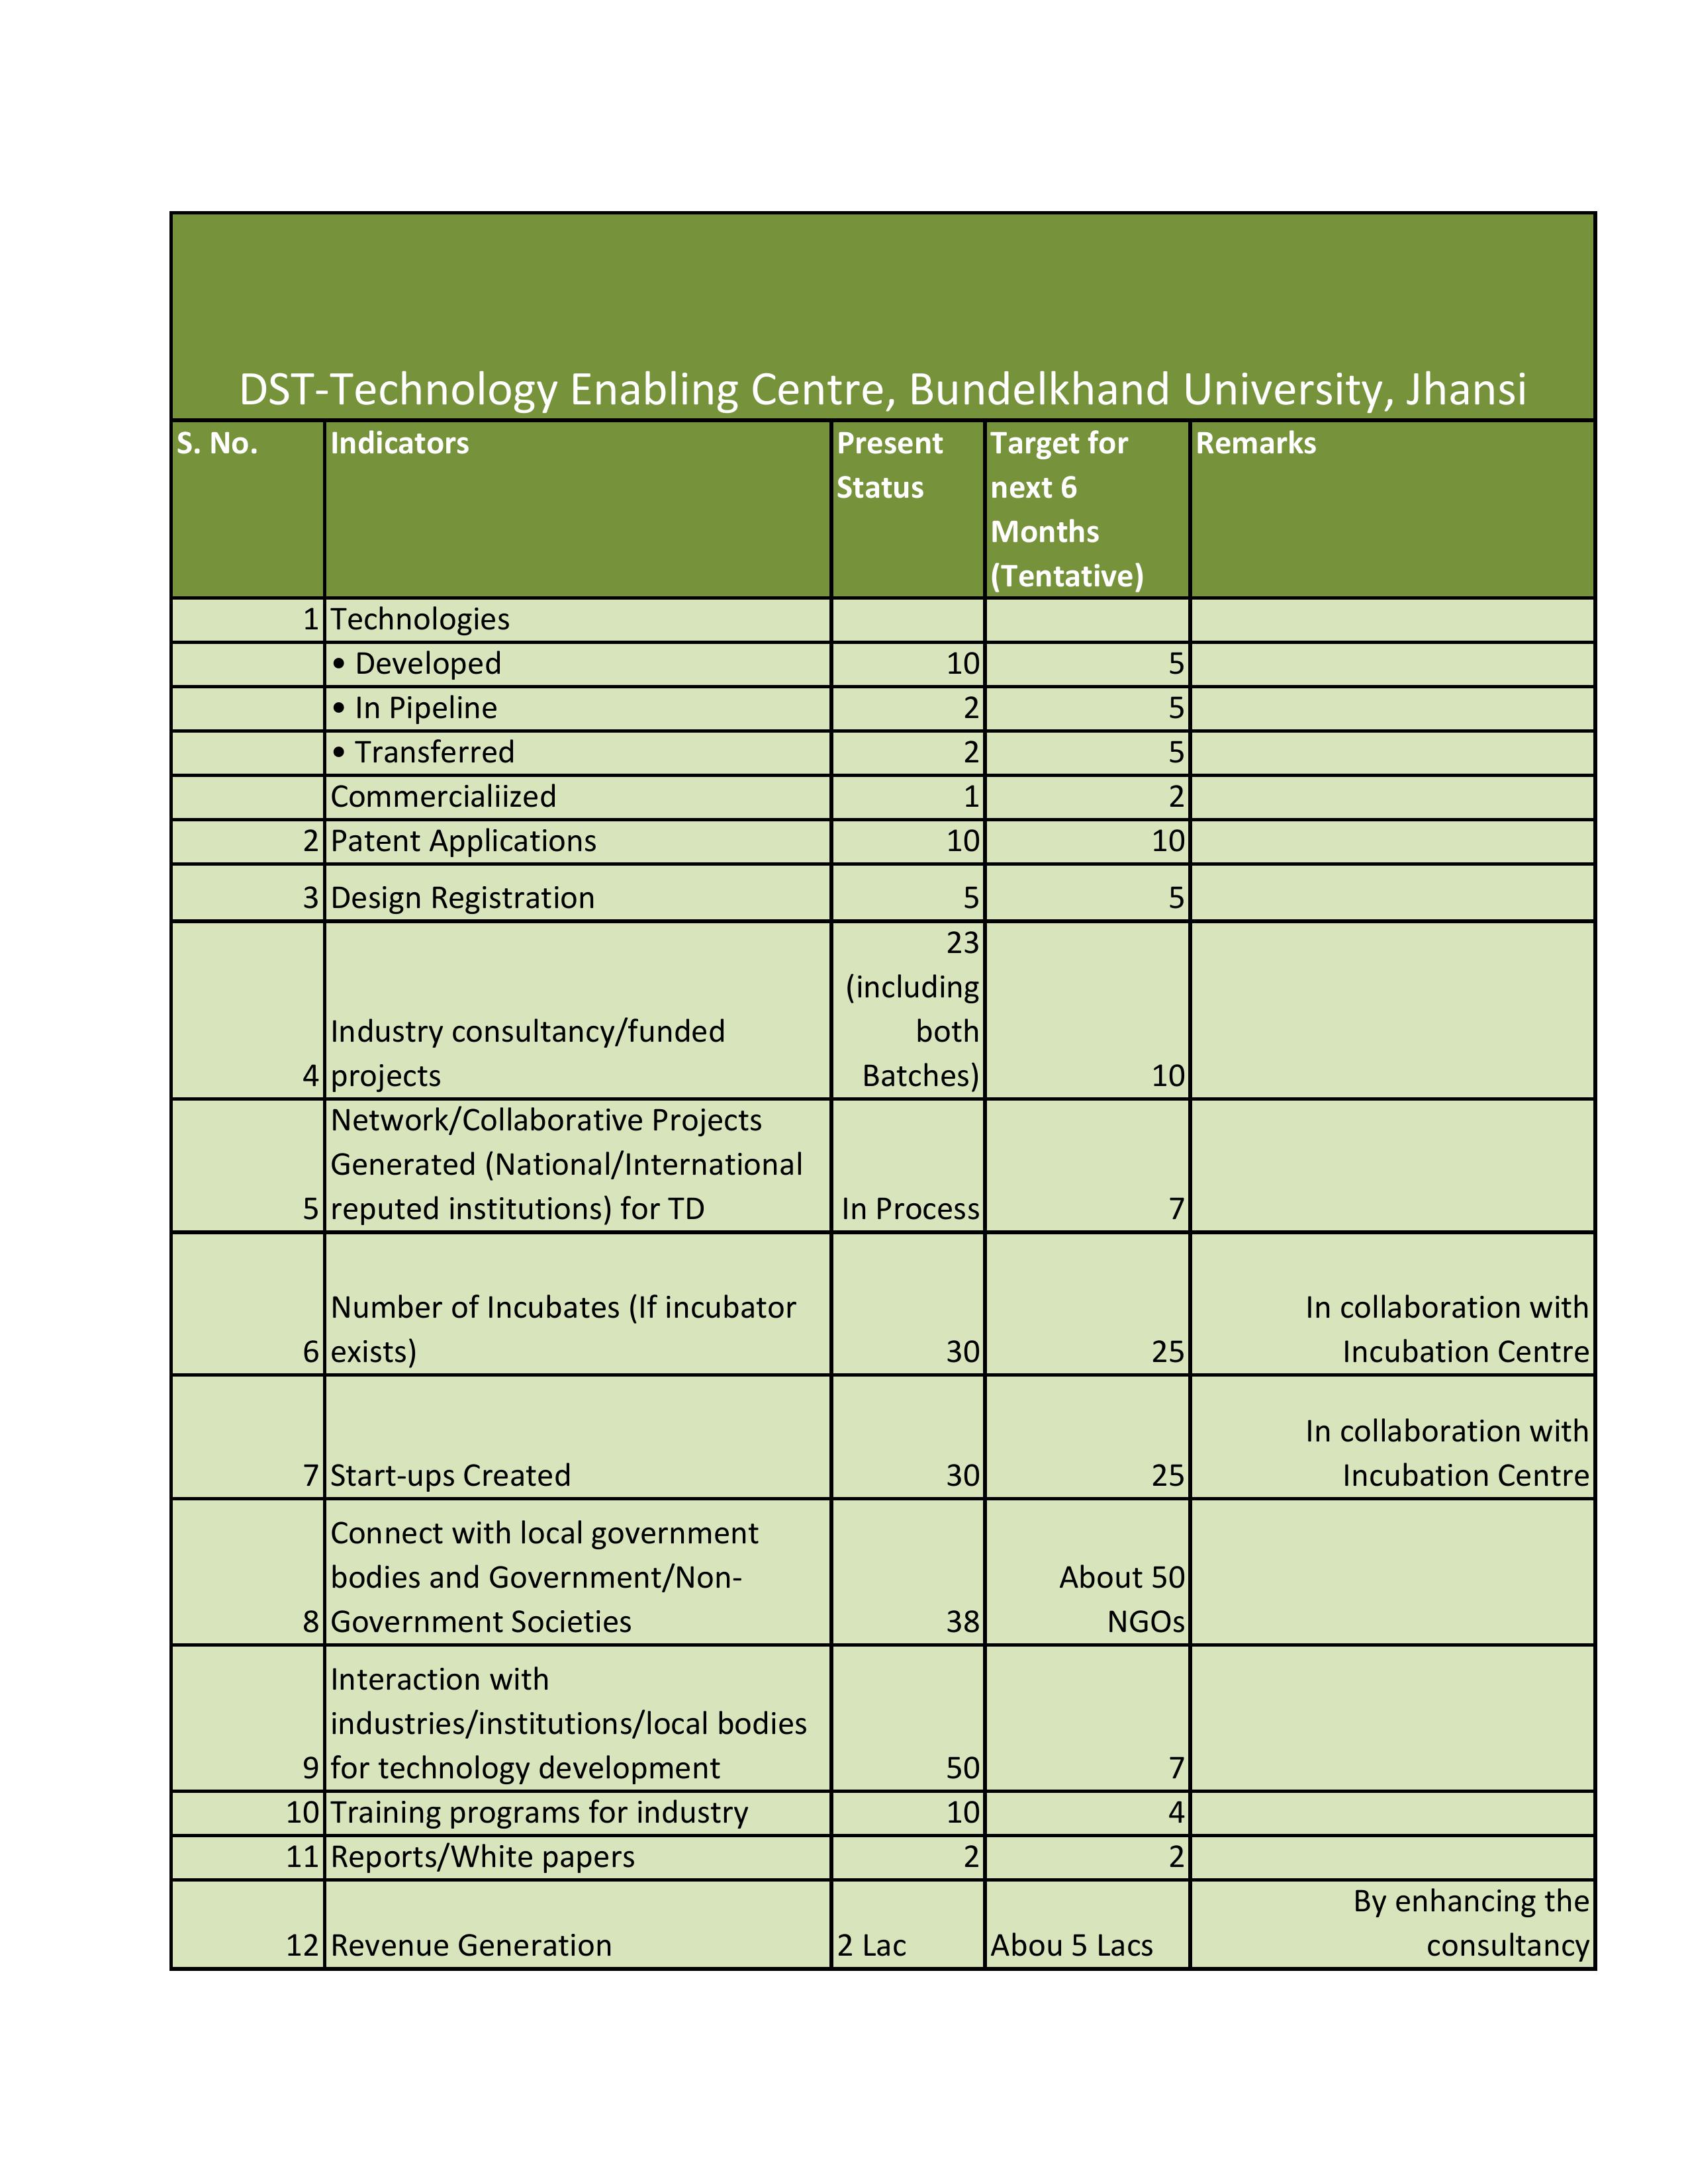 DST-Technology Enabling Centre, Bundelkhand University, Jhansi
S. No. Indicators Present Status Target for next 6 Months (Tentative) Remarks
1 Technologies
• Developed 10 5
• In Pipeline 2 5
• Transferred 2 5
Commercialiized 1 2
2 Patent Applications 10 10
3 Design Registration 5 5
4 Industry consultancy/funded projects 23 (including both Batches) 10
5 Network/Collaborative Projects Generated (National/International reputed institutions) for TD In Process 7
6 Number of Incubates (If incubator exists) 30 25 In collaboration with Incubation Centre
7 Start-ups Created 30 25 In collaboration with Incubation Centre
8 Connect with local government bodies and Government/Non-Government Societies 38 About 50 NGOs
9 Interaction with industries/institutions/local bodies for technology development 50 7
10 Training programs for industry 10 4
11 Reports/White papers 2 2
12 Revenue Generation 2 Lac Abou 5 Lacs By enhancing the consultancy